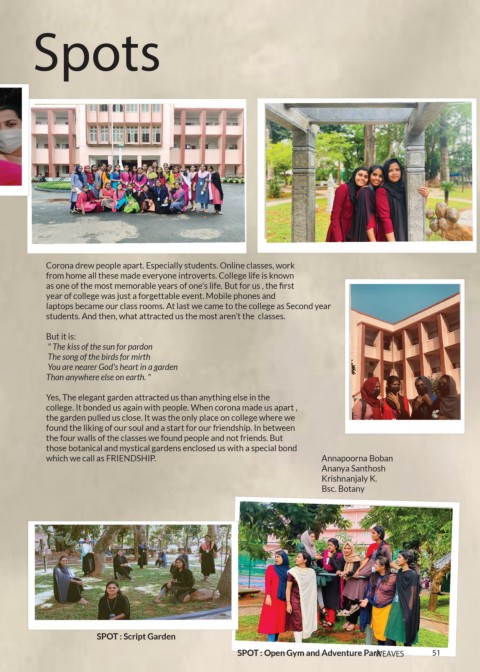 Spots
Corona drew people apart. Especially students. Online classes, work
from home all these made everyone introverts. College life is known
as one of the most memorable years of one's life. But for us , the first
year of college was just a forgettable event. Mobile phones and
laptops became our class rooms. At last we came to the college as Second year
students. And then, what attracted us the most aren't the  classes.
But it is:
" The kiss of the sun for pardon
The song of the birds for mirth
You are nearer God's heart in a garden
Than anywhere else on earth. "
Yes, The elegant garden attracted us than anything else in the
college. It bonded us again with people. When corona made us apart ,
the garden pulled us close. It was the only place on college where we
found the liking of our soul and a start for our friendship. In between
the four walls of the classes we found people and not friends. But
those botanical and mystical gardens enclosed us with a special bond
which we call as FRIENDSHIP.
Annapoorna Boban
Ananya Santhosh
Krishnanjaly K.
Bsc. Botany
SPOT : Script Garden
SPOT : Open Gym and Adventure Park
WEAVES 51